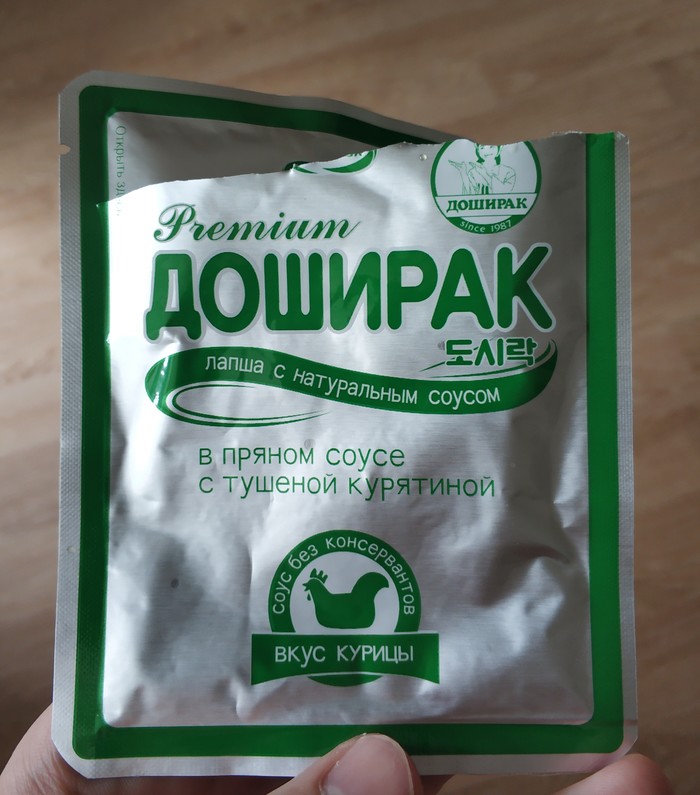 Открыть
ДОШИРАК
since 1987
Premium
ДОШИРАК
도시락
лапша с натуральным соусом
в пряном соусе
с тушеной курятиной
соус без консервантов
ВКУС КУРИЦЫ